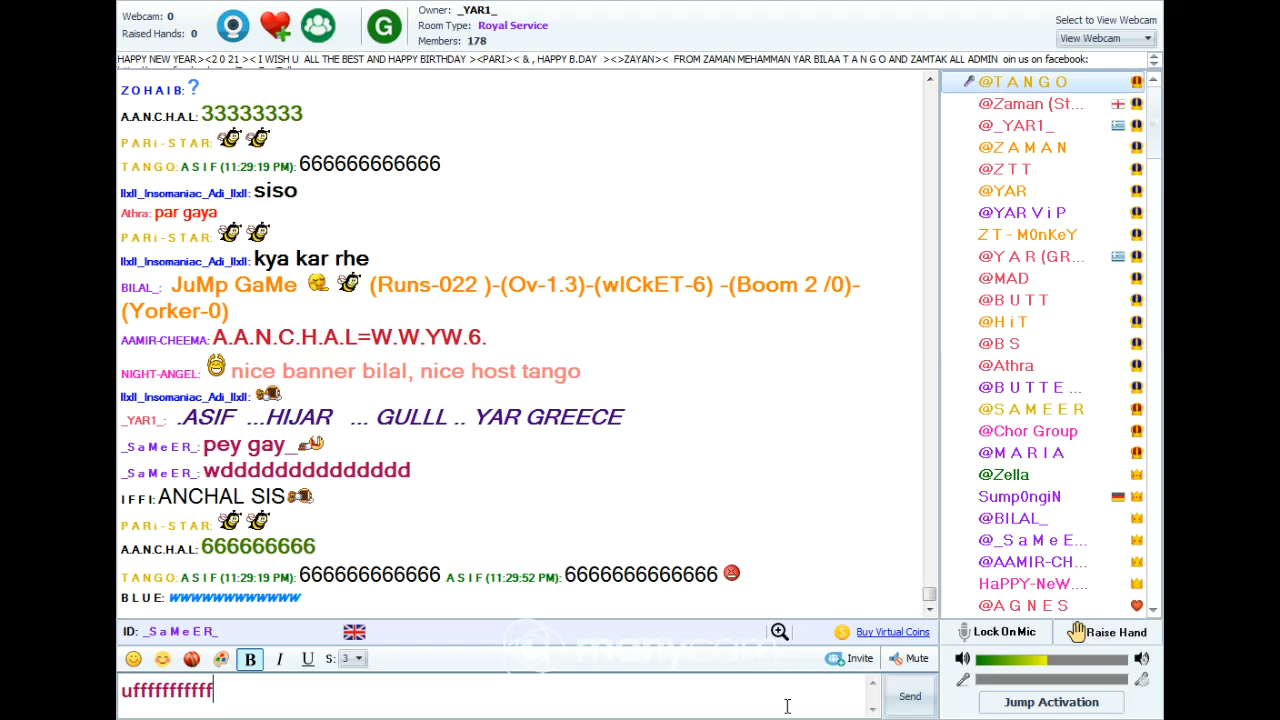 Webcam: 0
Raised Hands: 0
G
Owner: _YAR1_
Room Type: Royal Service
Members: 178
Select to View Webcam
View Webcam
HAPPY NEW YEAR><2 0 21 >< I WISH U ALL THE BEST AND HAPPY BIRTHDAY ><PARI>< & , HAPPY B.DAY ><>ZAYAN>< FROM ZAMAN MEHAMMAN YAR BILAA T A N G O AND ZAMTAK ALL ADMIN oin us on facebook:
Z O H A I B: ?
A.A.N.C.H.A.L: 33333333
P A R i - S T A R:
T A N G O: A S I F (11:29:19 PM): 666666666666
IlxII_Insomaniac_Adi_IlxII: siso
Athra: par gaya
P A R i - S T A R:
IlxII_Insomaniac_Adi_IlxII: kya kar rhe
BILAL_: JuMp GaMe (Runs-022 )-(Ov-1.3)-(wICkET-6) -(Boom 2 /0)-
(Yorker-0)
AAMIR-CHEEMA: A.A.N.C.H.A.L=W.W.YW.6.
NIGHT-ANGEL: nice banner bilal, nice host tango
IlxII_Insomaniac_Adi_IlxII:
_YAR1_: .ASIF ...HIJAR ... GULLL .. YAR GREECE
_S a M e E R_: pey gay_
_S a M e E R_: wdddddddddddddd
I F F I: ANCHAL SIS
P A R i - S T A R:
A.A.N.C.H.A.L: 666666666
T A N G O: A S I F (11:29:19 PM): 666666666666 A S I F (11:29:52 PM): 6666666666666
B L U E: wwwwwwwwwwww
@T A N G O
@Zaman (St...
@_YAR1_
@Z A M A N
@Z T T
@YAR
@YAR V i P
Z T - M0nKeY
@Y A R (GR...
@MAD
@B U T T
@H i T
@B S
@Athra
@B U T T E ...
@S A M E E R
@Chor Group
@M A R I A
@Zella
Sump0ngiN
@BILAL_
@_S a M e E...
@AAMIR-CH...
HaPPY-NeW....
@A G N E S
ID: _S a M e E R_
Buy Virtual Coins
B I U S: 3
Invite
Mute
manycam
ufffffffffff
Send
Lock On Mic
Raise Hand
Jump Activation